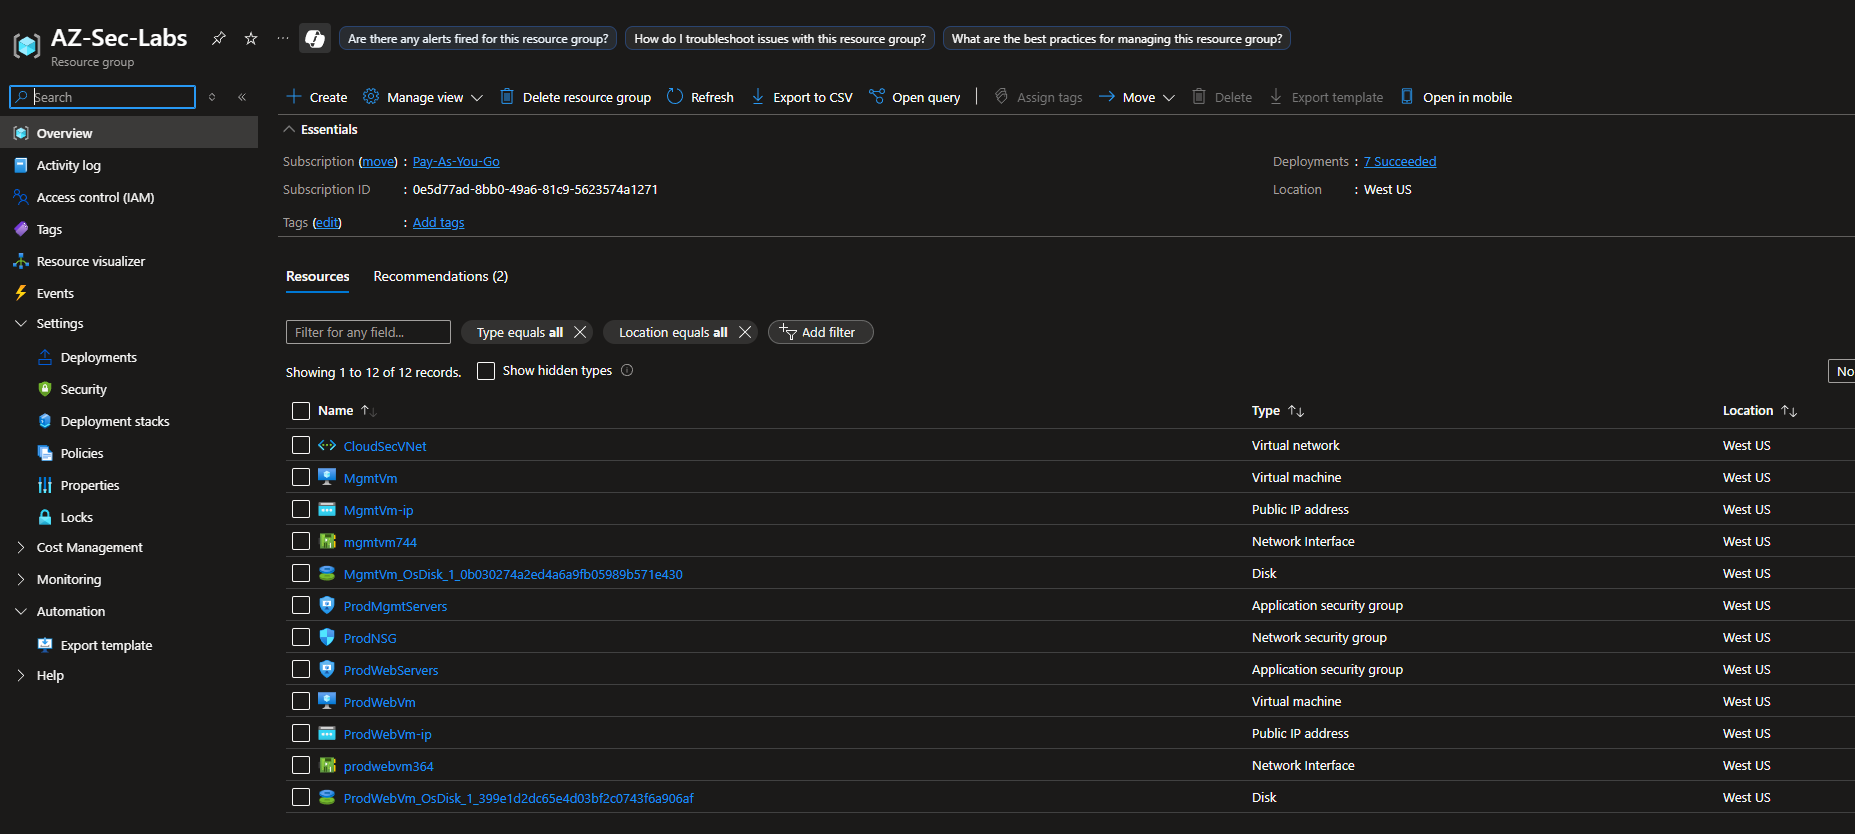 AZ-Sec-Labs
Resource group
Are there any alerts fired for this resource group?
How do I troubleshoot issues with this resource group?
What are the best practices for managing this resource group?
Search
Create
Manage view
Delete resource group
Refresh
Export to CSV
Open query
Assign tags
Move
Delete
Export template
Open in mobile
Overview
Activity log
Access control (IAM)
Tags
Resource visualizer
Events
Settings
Deployments
Security
Deployment stacks
Policies
Properties
Locks
Cost Management
Monitoring
Automation
Export template
Help
Essentials
Subscription (move) : Pay-As-You-Go
Subscription ID : 0e5d77ad-8bb0-49a6-81c9-5623574a1271
Tags (edit) : Add tags
Deployments : 7 Succeeded
Location : West US
Resources Recommendations (2)
Filter for any field...
Type equals all
Location equals all
Add filter
Showing 1 to 12 of 12 records. Show hidden types
No
Name Type Location
CloudSecVNet Virtual network West US
MgmtVm Virtual machine West US
MgmtVm-ip Public IP address West US
mgmtvm744 Network Interface West US
MgmtVm_OsDisk_1_0b030274a2ed4a6a9fb05989b571e430 Disk West US
ProdMgmtServers Application security group West US
ProdNSG Network security group West US
ProdWebServers Application security group West US
ProdWebVm Virtual machine West US
ProdWebVm-ip Public IP address West US
prodwebvm364 Network Interface West US
ProdWebVm_OsDisk_1_399e1d2dc65e4d03bf2c0743f6a906af Disk West US